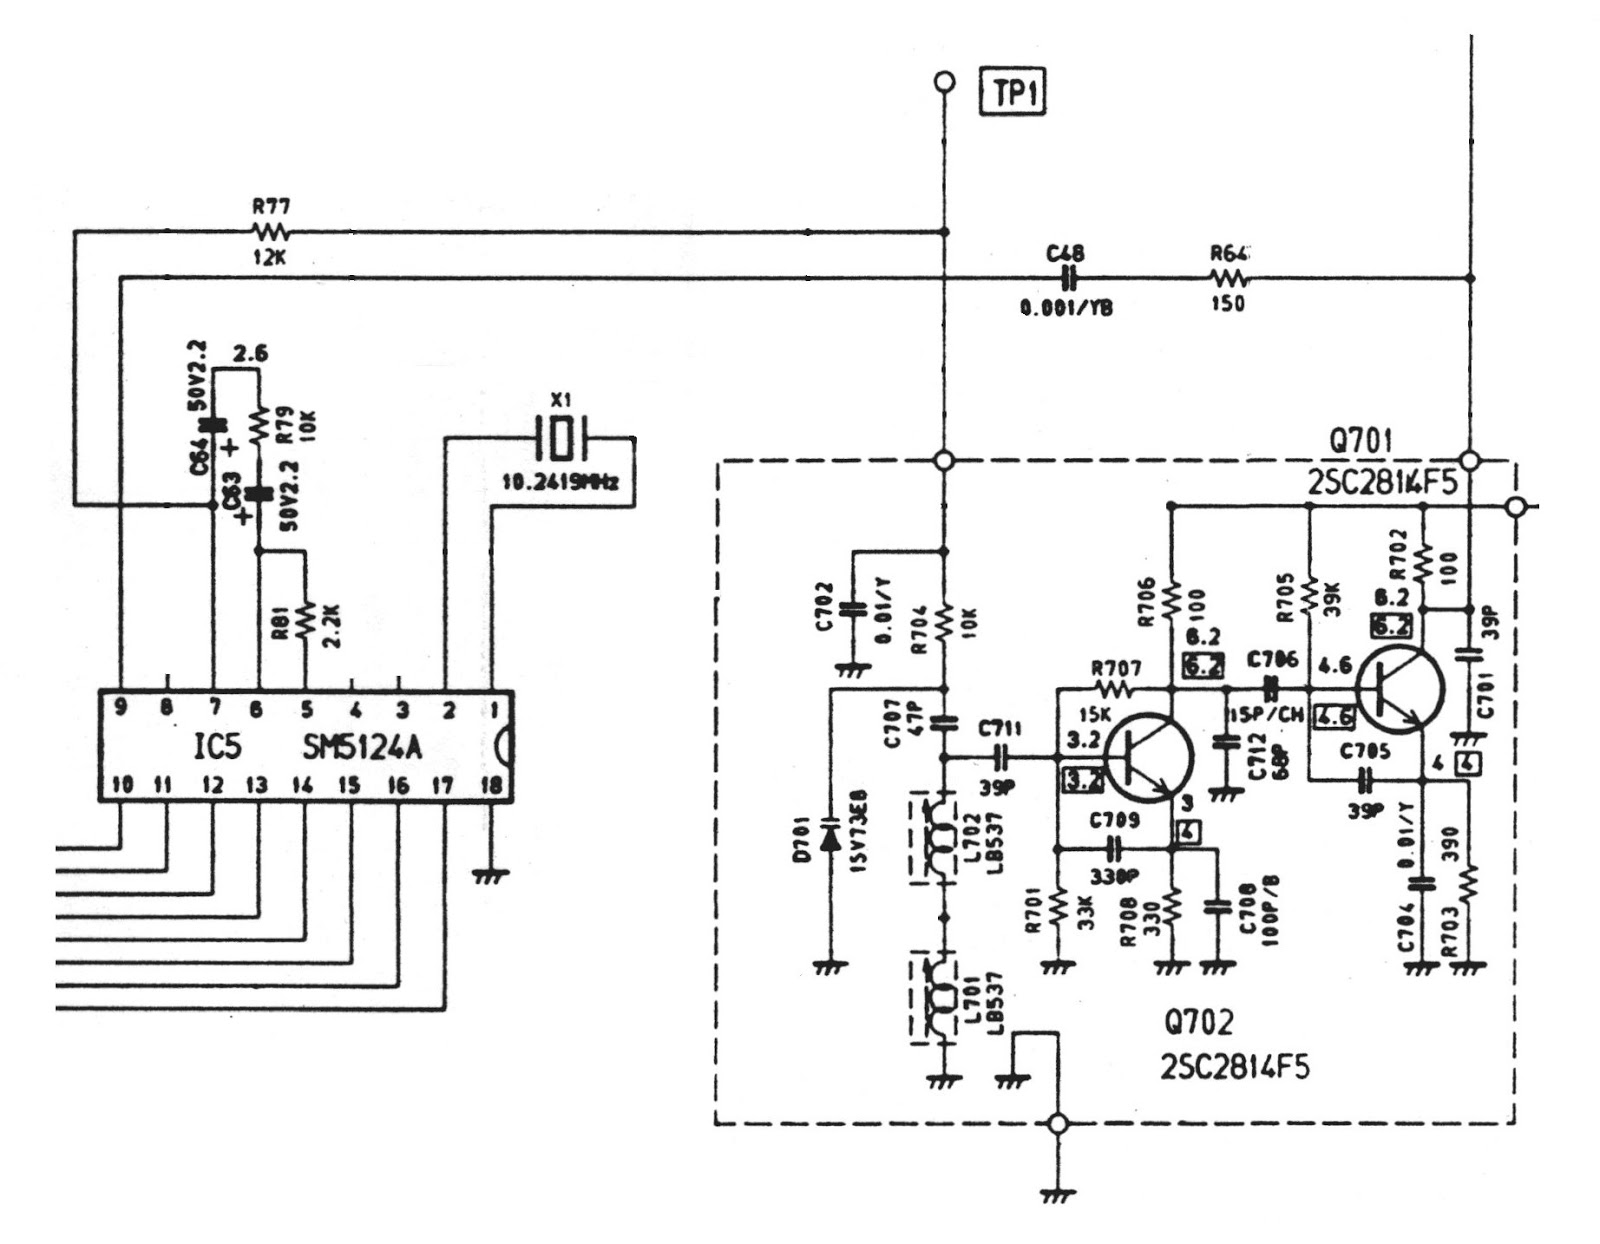 TP1
R77
12K
C48
0.001/YB
R64
150
2.6
50V2.2
C64
+
R79
10K
C63
+
50V2.2
X1
10.2419MHz
R81
2.2K
9 8 7 6 5 4 3 2 1
IC5 SM5124A
10 11 12 13 14 15 16 17 18
Q701
2SC2814F5
C702
0.01/Y
R704
10K
R706
100
R705
39K
R702
100
6.2
6.2
39P
C701
6.2
6.2
C706
15P/CH
4.6
4.6
R707
15K
C707
47P
C711
39P
3.2
3.2
C712
68P
C705
39P
4
4
D701
1SV73EB
L702
LB537
C709
330P
3
4
R701
33K
R708
330
C708
100P/B
0.01/Y
C704
390
R703
L701
LB537
Q702
2SC2814F5